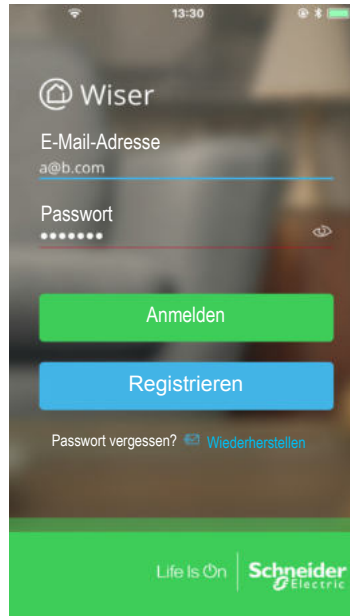 13:30
Wiser
E-Mail-Adresse
a@b.com
Passwort
•••••••
Anmelden
Registrieren
Passwort vergessen? Wiederherstellen
Life Is On
Schneider
Electric